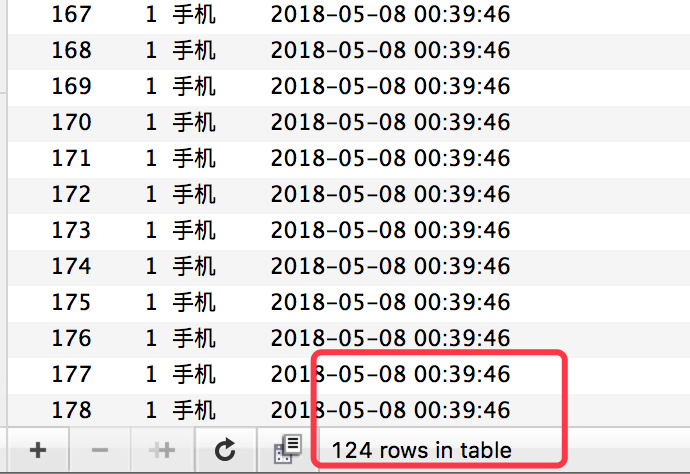 167 1 手机 2018-05-08 00:39:46
168 1 手机 2018-05-08 00:39:46
169 1 手机 2018-05-08 00:39:46
170 1 手机 2018-05-08 00:39:46
171 1 手机 2018-05-08 00:39:46
172 1 手机 2018-05-08 00:39:46
173 1 手机 2018-05-08 00:39:46
174 1 手机 2018-05-08 00:39:46
175 1 手机 2018-05-08 00:39:46
176 1 手机 2018-05-08 00:39:46
177 1 手机 2018-05-08 00:39:46
178 1 手机 2018-05-08 00:39:46
124 rows in table